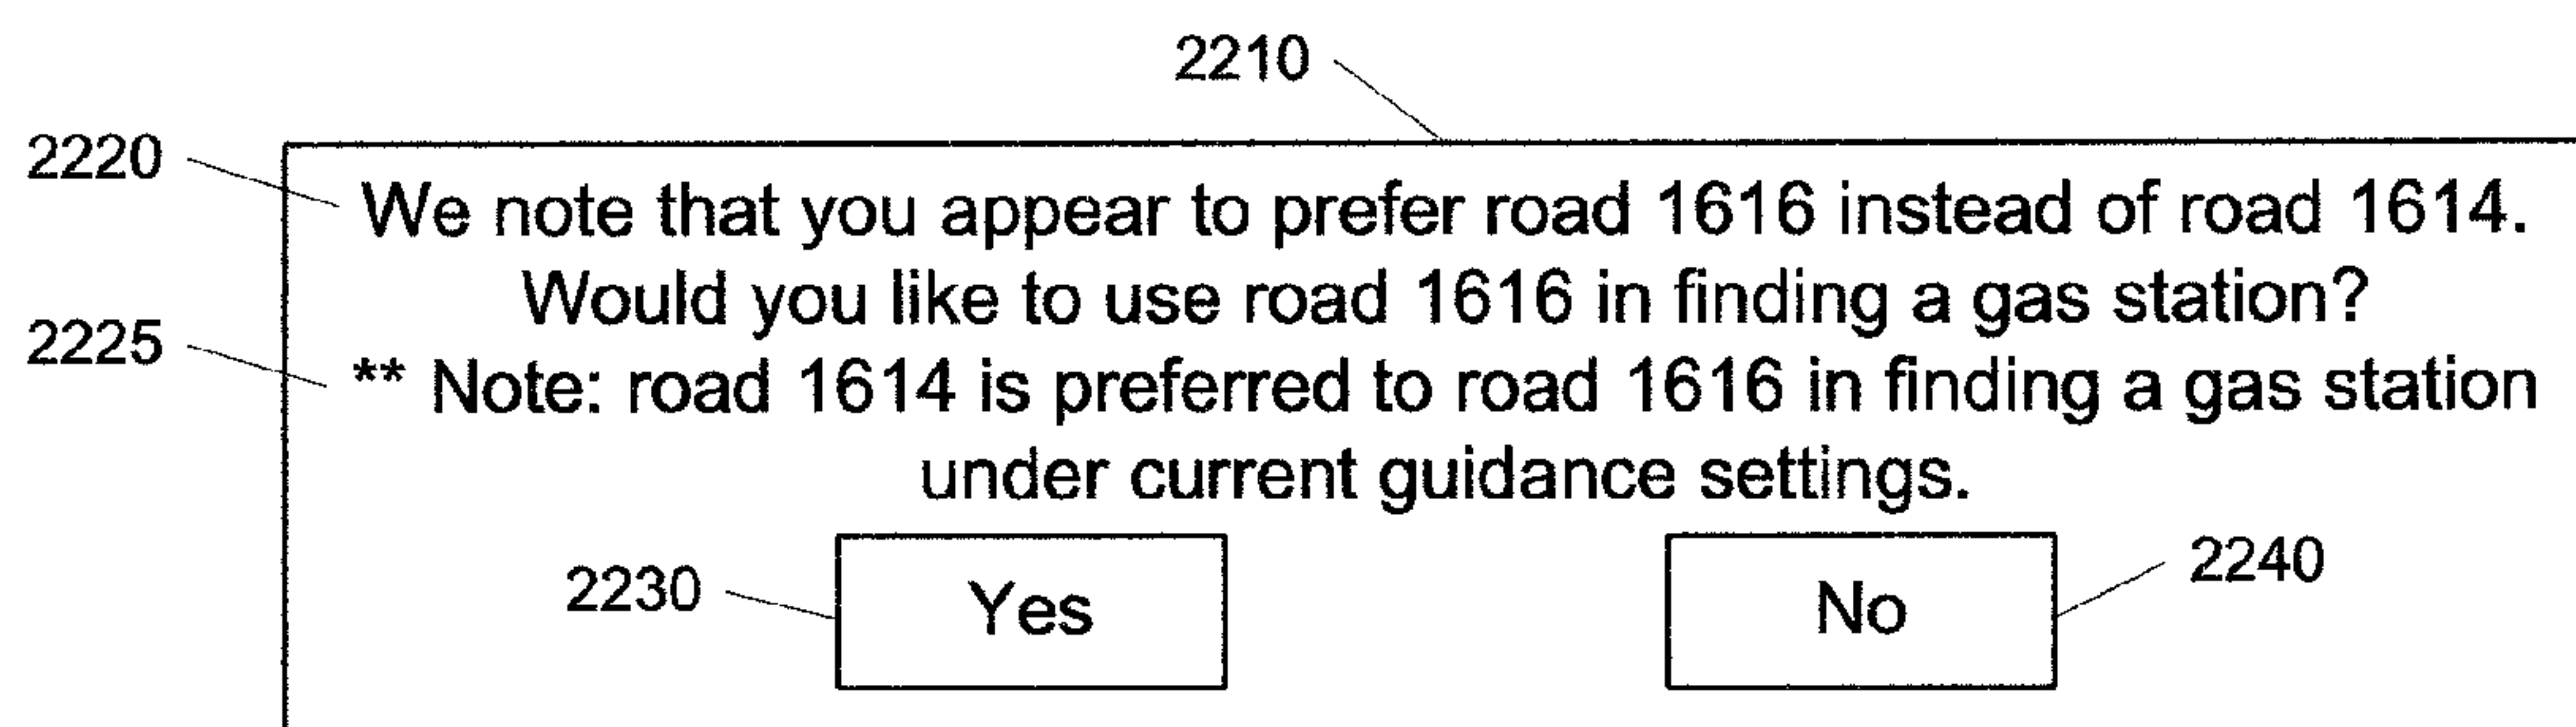 2210
2220
We note that you appear to prefer road 1616 instead of road 1614.
Would you like to use road 1616 in finding a gas station?
2225
** Note: road 1614 is preferred to road 1616 in finding a gas station
under current guidance settings.
2230
Yes
No
2240